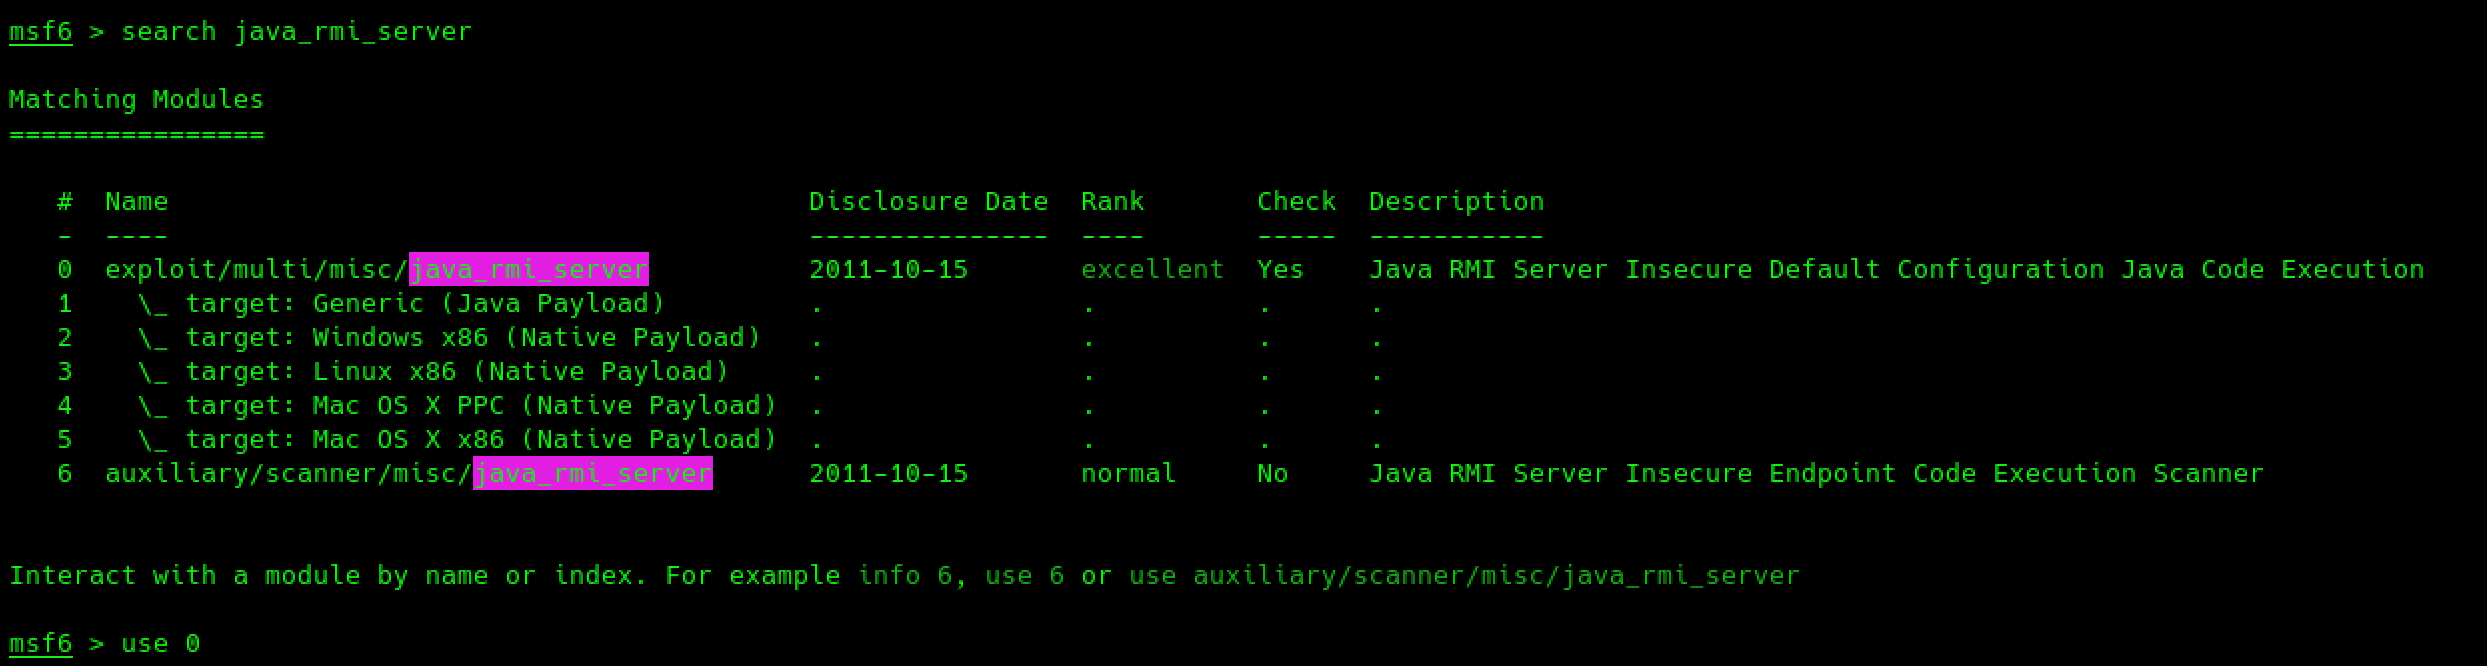 msf6 > search java_rmi_server
Matching Modules
================
#  Name                                        Disclosure Date  Rank       Check  Description
-  ----                                        ---------------  ----       -----  -----------
0  exploit/multi/misc/java_rmi_server          2011-10-15       excellent  Yes    Java RMI Server Insecure Default Configuration Java Code Execution
1    \_ target: Generic (Java Payload)         .                .          .      .
2    \_ target: Windows x86 (Native Payload)   .                .          .      .
3    \_ target: Linux x86 (Native Payload)     .                .          .      .
4    \_ target: Mac OS X PPC (Native Payload)  .                .          .      .
5    \_ target: Mac OS X x86 (Native Payload)  .                .          .      .
6  auxiliary/scanner/misc/java_rmi_server      2011-10-15       normal     No     Java RMI Server Insecure Endpoint Code Execution Scanner
Interact with a module by name or index. For example info 6, use 6 or use auxiliary/scanner/misc/java_rmi_server
msf6 > use 0